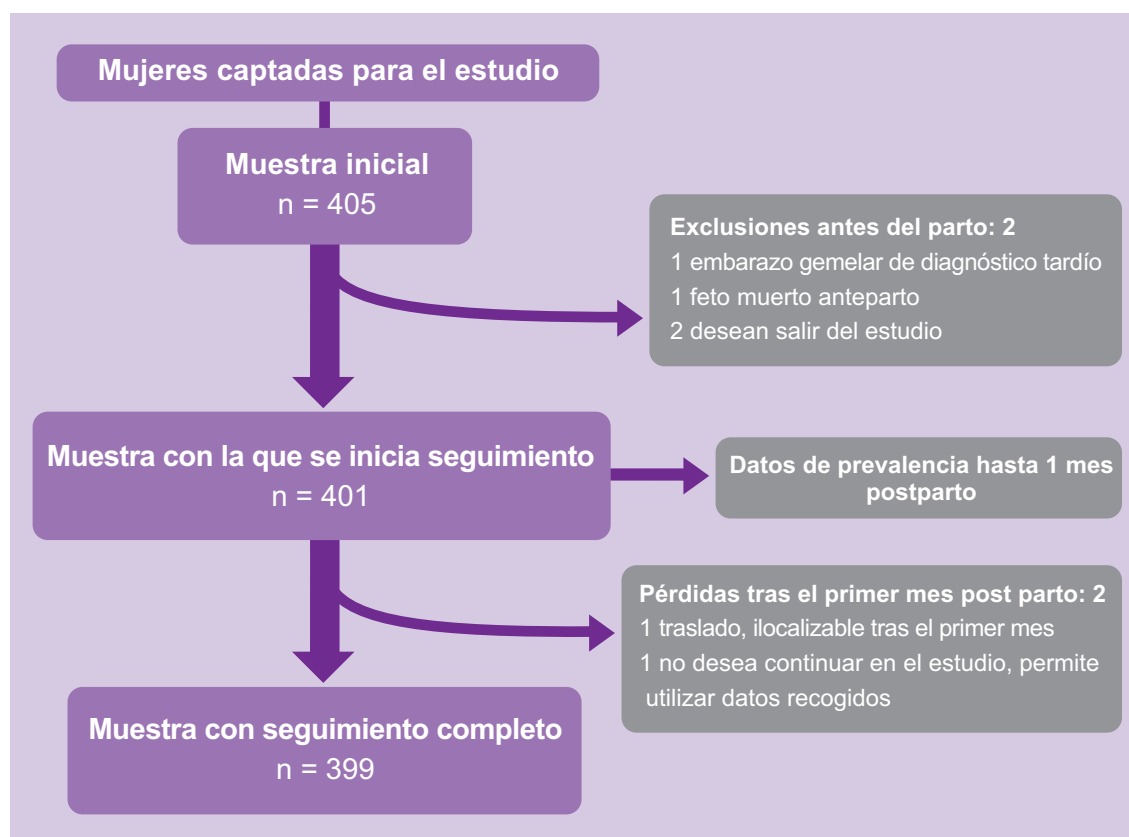 Mujeres captadas para el estudio
Muestra inicial
n = 405
Exclusiones antes del parto: 2
1 embarazo gemelar de diagnóstico tardío
1 feto muerto anteparto
2 desean salir del estudio
Muestra con la que se inicia seguimiento
n = 401
Datos de prevalencia hasta 1 mes
postparto
Pérdidas tras el primer mes post parto: 2
1 traslado, ilocalizable tras el primer mes
1 no desea continuar en el estudio, permite
utilizar datos recogidos
Muestra con seguimiento completo
n = 399